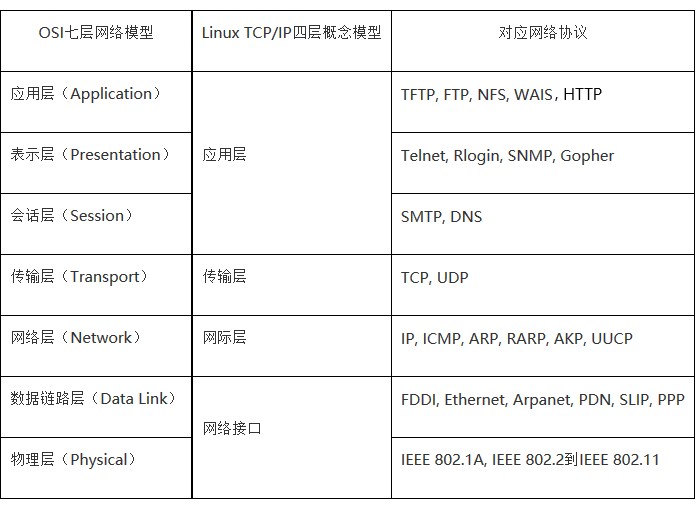 OSI七层网络模型 Linux TCP/IP四层概念模型 对应网络协议
应用层（Application） TFTP, FTP, NFS, WAIS, HTTP
表示层（Presentation） 应用层 Telnet, Rlogin, SNMP, Gopher
会话层（Session） SMTP, DNS
传输层（Transport） 传输层 TCP, UDP
网络层（Network） 网际层 IP, ICMP, ARP, RARP, AKP, UUCP
数据链路层（Data Link） FDDI, Ethernet, Arpanet, PDN, SLIP, PPP
网络接口
物理层（Physical） IEEE 802.1A, IEEE 802.2到IEEE 802.11